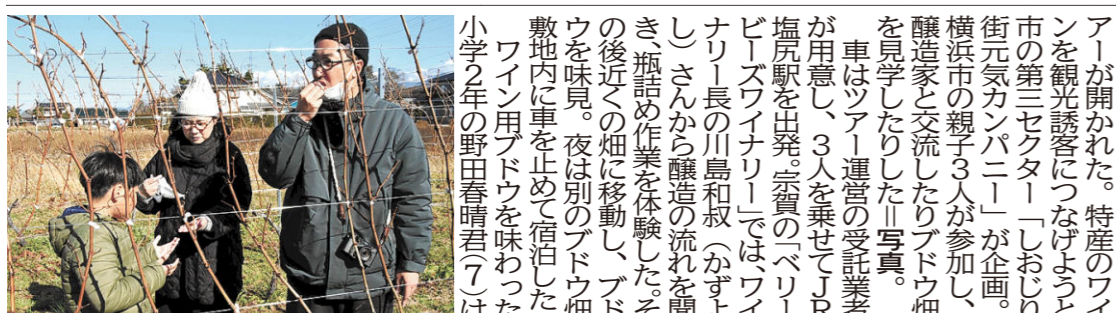 アーが開かれた。特産のワイ
ンを観光誘客につなげようと
市の第三セクター「しおじり
街元気カンパニー」が企画。
横浜市の親子3人が参加し、
醸造家と交流したりブドウ畑
を見学したりした＝写真。
　車はツアー運営の受託業者
が用意し、3人を乗せてJR
塩尻駅を出発。崇賀の「ベリー
ビーズワイナリー」では、ワイ
ナリー長の川島和叔（かずよ
し）さんから醸造の流れを聞
き、瓶詰め作業を体験した。そ
の後近くの畑に移動し、ブド
ウを味見。夜は別のブドウ畑
敷地内に車を止めて宿泊した
　ワイン用ブドウを味わった
小学2年の野田春晴君（7）は